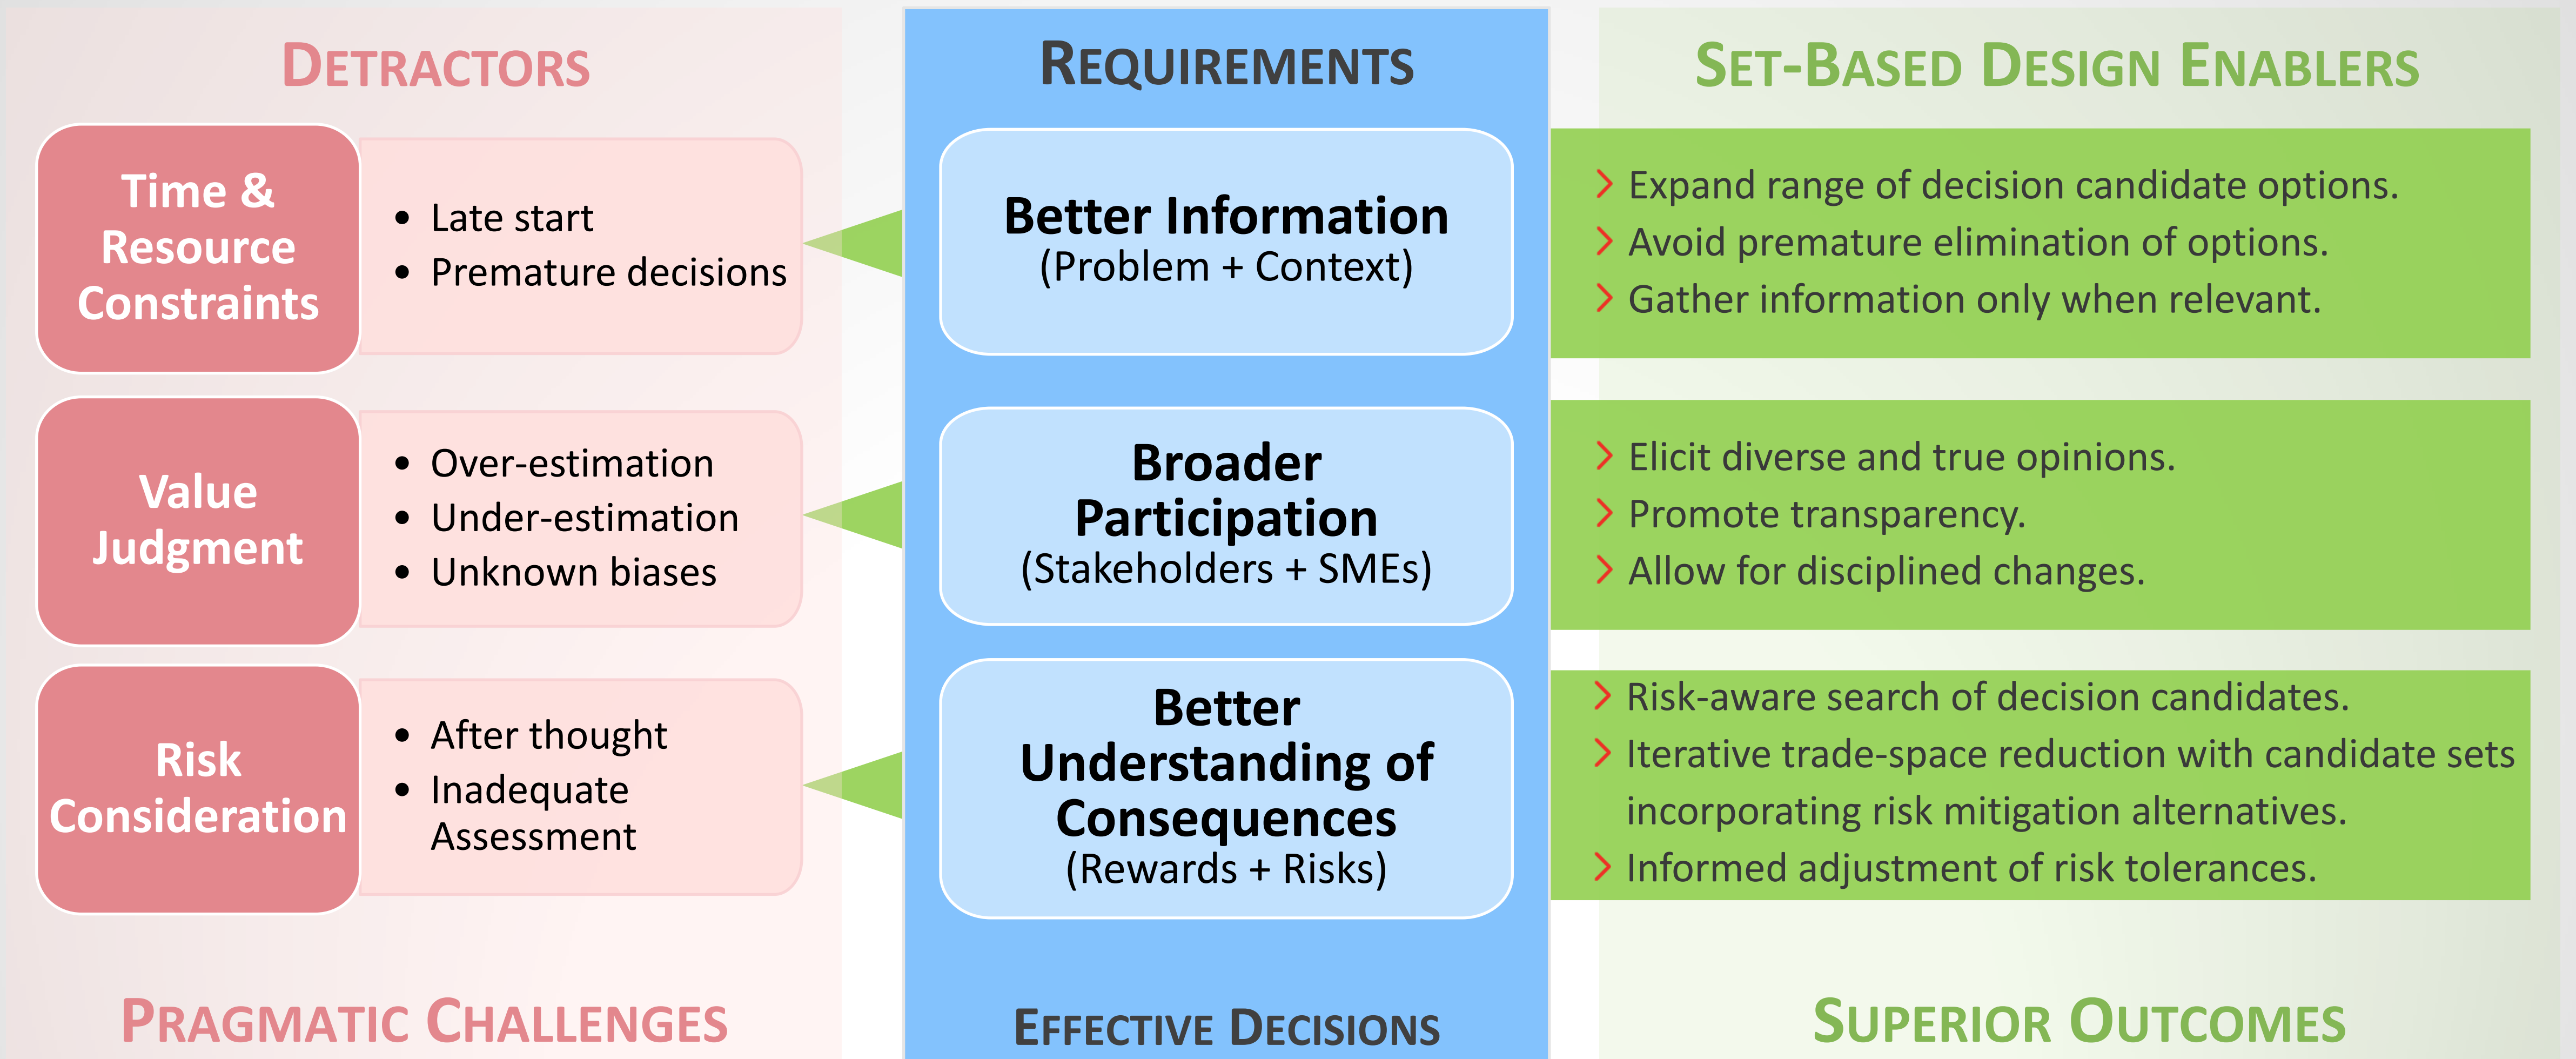 DETRACTORS
Time &
Resource
Constraints
• Late start
• Premature decisions
Value
Judgment
• Over-estimation
• Under-estimation
• Unknown biases
Risk
Consideration
• After thought
• Inadequate
Assessment
PRAGMATIC CHALLENGES
REQUIREMENTS
Better Information
(Problem + Context)
Broader
Participation
(Stakeholders + SMEs)
Better
Understanding of
Consequences
(Rewards + Risks)
EFFECTIVE DECISIONS
SET-BASED DESIGN ENABLERS
Expand range of decision candidate options.
Avoid premature elimination of options.
Gather information only when relevant.
Elicit diverse and true opinions.
Promote transparency.
Allow for disciplined changes.
Risk-aware search of decision candidates.
Iterative trade-space reduction with candidate sets
incorporating risk mitigation alternatives.
Informed adjustment of risk tolerances.
SUPERIOR OUTCOMES